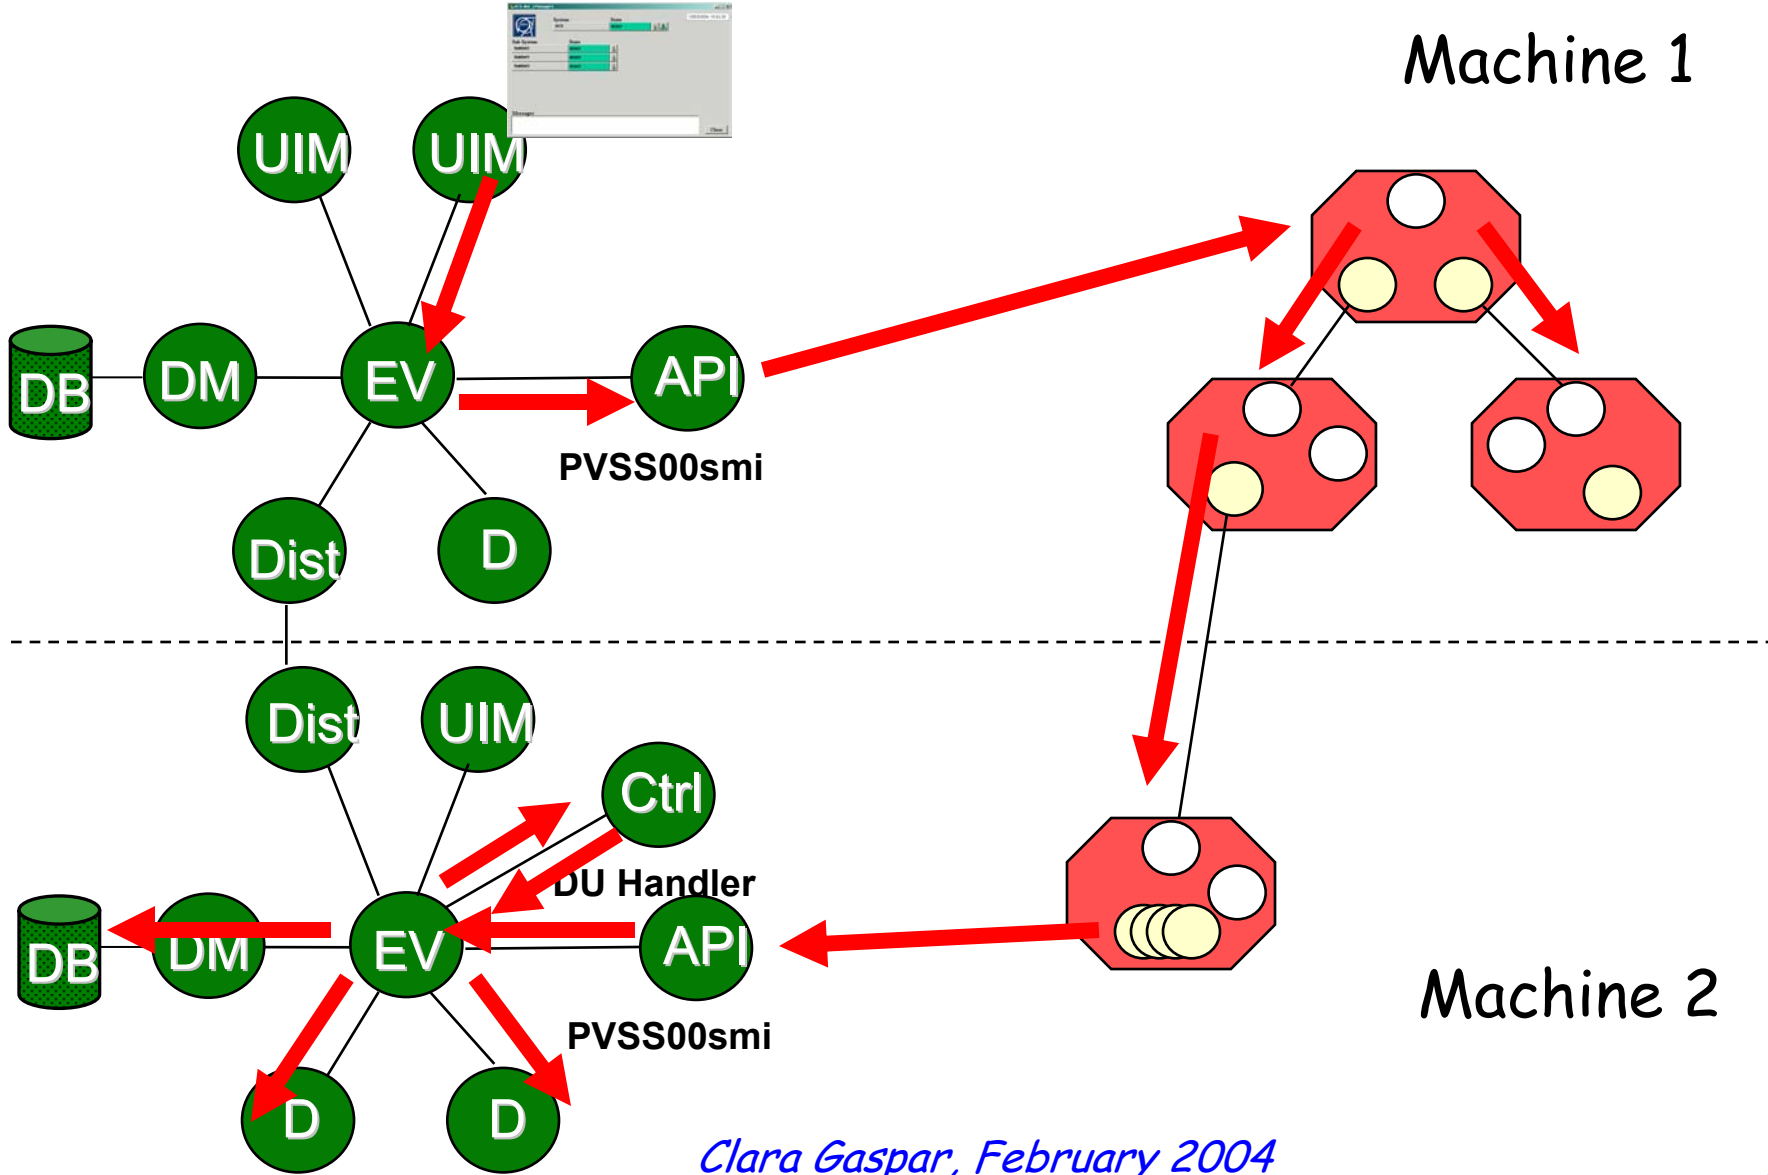 Machine 1
UIM
UIM
DB
DM
EV
API
PVSS00smi
Dist
D
Dist
UIM
Ctrl
DU Handler
DB
DM
EV
API
PVSS00smi
Machine 2
D
D
Clara Gaspar, February 2004